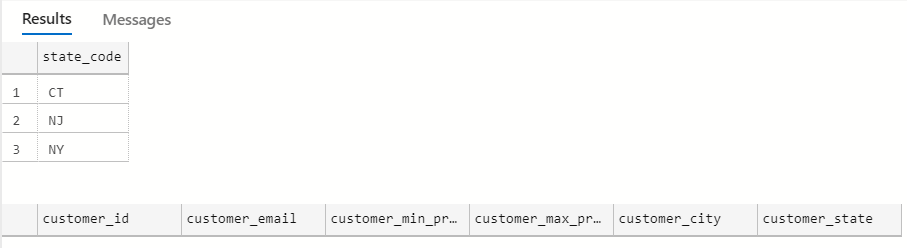 Results Messages
state_code
1 CT
2 NJ
3 NY
customer_id customer_email customer_min_pr… customer_max_pr… customer_city customer_state